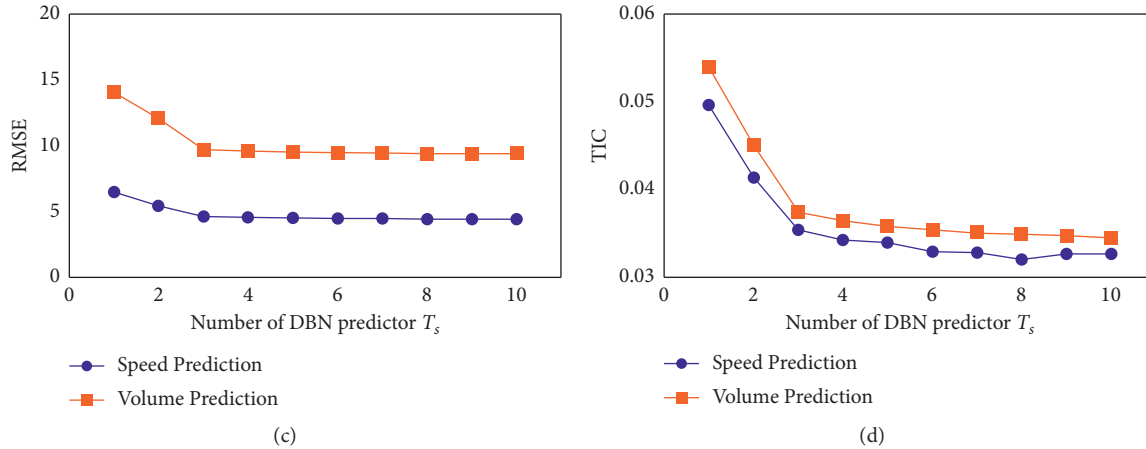 20
15
10
5
0
RMSE
0
2
4
6
8
10
Number of DBN predictor Ts
Speed Prediction
Volume Prediction
(c)
0.06
0.05
0.04
0.03
TIC
0
2
4
6
8
10
Number of DBN predictor Ts
Speed Prediction
Volume Prediction
(d)